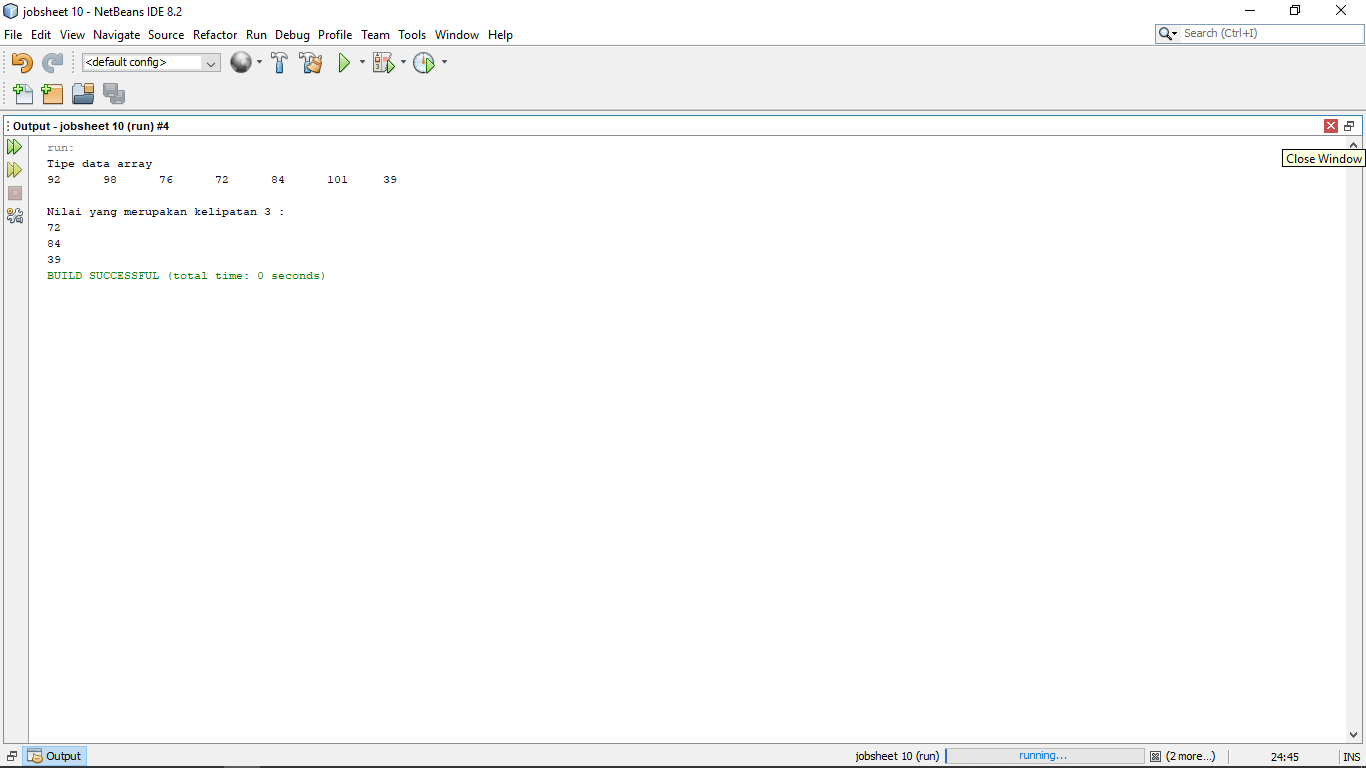 jobsheet 10 - NetBeans IDE 8.2
File Edit View Navigate Source Refactor Run Debug Profile Team Tools Window Help
Search (Ctrl+I)
<default config>
Output - jobsheet 10 (run) #4
Close Window
run:
Tipe data array
92 98 76 72 84 101 39
Nilai yang merupakan kelipatan 3 :
72
84
39
BUILD SUCCESSFUL (total time: 0 seconds)
Output
jobsheet 10 (run) running... (2 more...) 24:45 INS